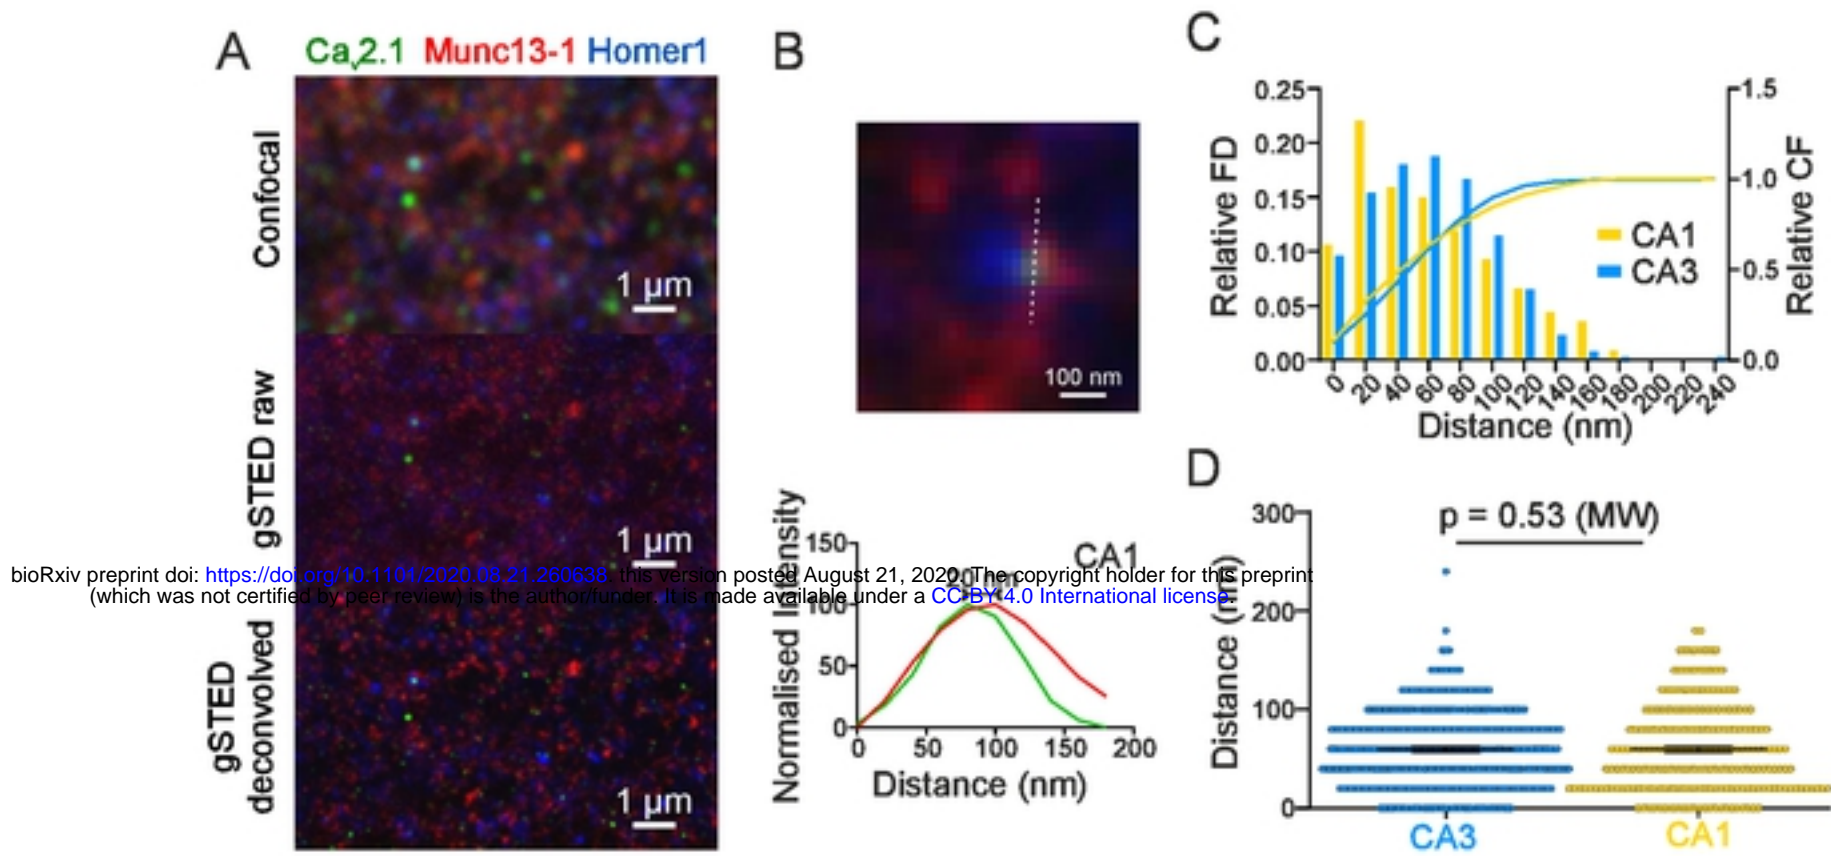 A
Cav2.1 Munc13-1 Homer1
Confocal
1 µm
gSTED raw
1 µm
gSTED
deconvolved
1 µm
B
100 nm
Normalised Intensity
150
100
50
0
CA1
20 nm
0 50 100 150 200
Distance (nm)
C
Relative FD
0.25
0.20
0.15
0.10
0.05
0.00
1.5
1.0
0.5
0.0
Relative CF
CA1
CA3
0 20 40 60 80 100 120 140 160 180 200 220 240
Distance (nm)
D
p = 0.53 (MW)
Distance (nm)
300
200
100
0
CA3 CA1
bioRxiv preprint doi: https://doi.org/10.1101/2020.08.21.260638; this version posted August 21, 2020. The copyright holder for this preprint
(which was not certified by peer review) is the author/funder. It is made available under a CC-BY 4.0 International license.